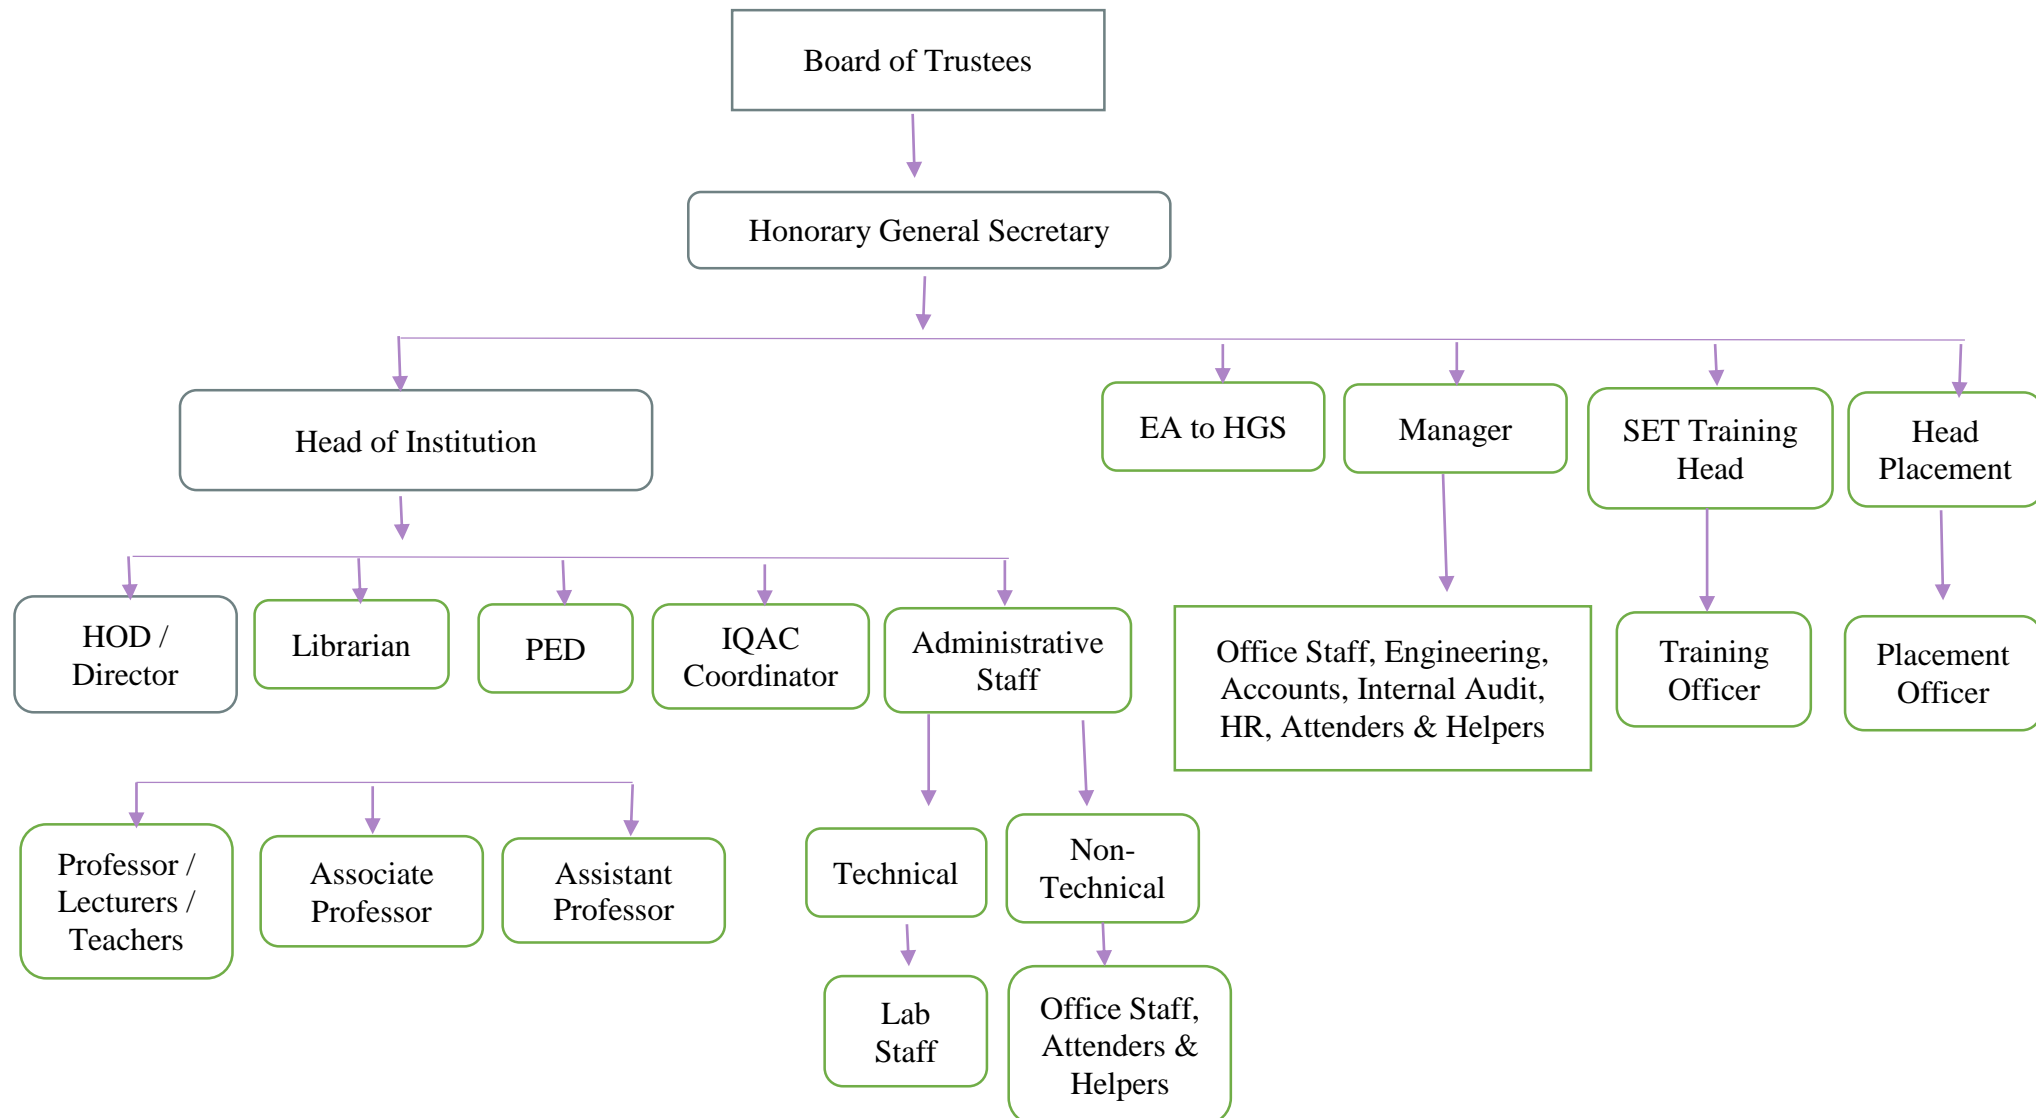 Board of Trustees
Honorary General Secretary
Head of Institution
EA to HGS
Manager
SET Training
Head
Head
Placement
HOD /
Director
Librarian
PED
IQAC
Coordinator
Administrative
Staff
Office Staff, Engineering,
Accounts, Internal Audit,
HR, Attenders & Helpers
Training
Officer
Placement
Officer
Professor /
Lecturers /
Teachers
Associate
Professor
Assistant
Professor
Technical
Non-
Technical
Lab
Staff
Office Staff,
Attenders &
Helpers